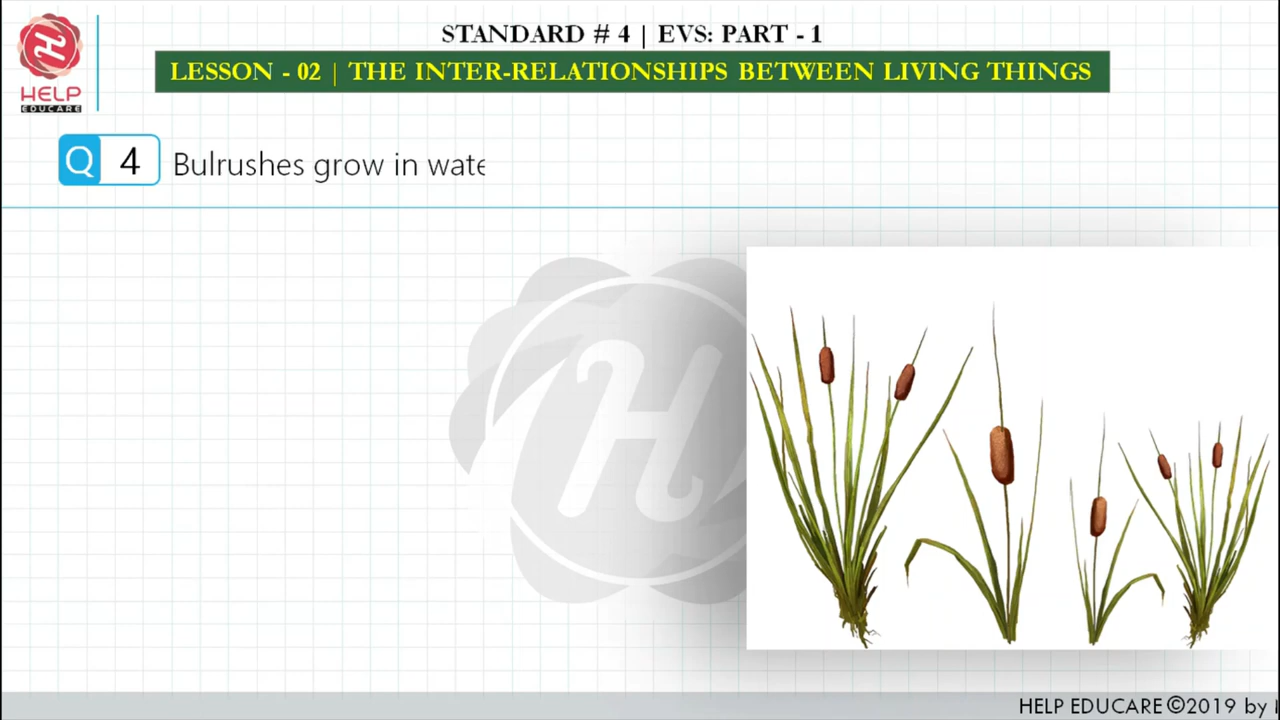 STANDARD # 4 | EVS: PART - 1
LESSON - 02 | THE INTER-RELATIONSHIPS BETWEEN LIVING THINGS
HELP
EDUCARE
Q 4 Bulrushes grow in wate
H
HELP EDUCARE ©2019 by